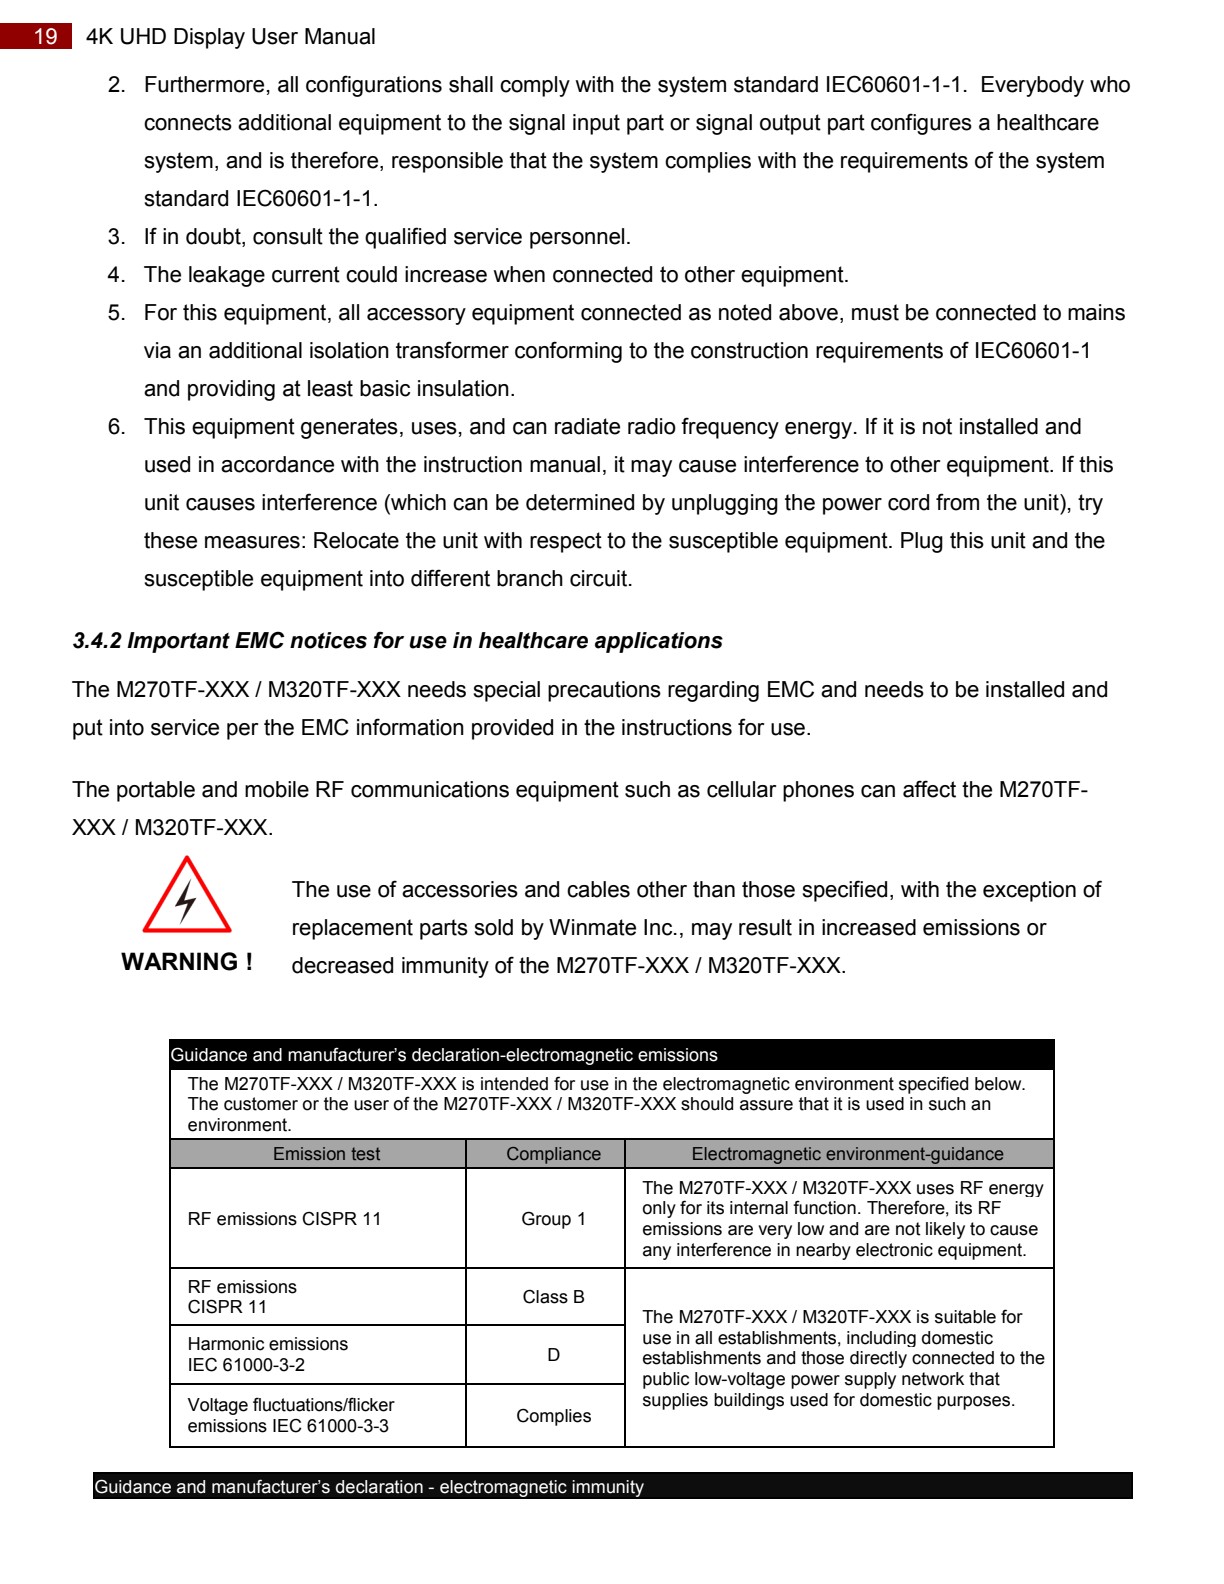 19 4K UHD Display User Manual
2. Furthermore, all configurations shall comply with the system standard IEC60601-1-1. Everybody who
connects additional equipment to the signal input part or signal output part configures a healthcare
system, and is therefore, responsible that the system complies with the requirements of the system
standard IEC60601-1-1.
3. If in doubt, consult the qualified service personnel.
4. The leakage current could increase when connected to other equipment.
5. For this equipment, all accessory equipment connected as noted above, must be connected to mains
via an additional isolation transformer conforming to the construction requirements of IEC60601-1
and providing at least basic insulation.
6. This equipment generates, uses, and can radiate radio frequency energy. If it is not installed and
used in accordance with the instruction manual, it may cause interference to other equipment. If this
unit causes interference (which can be determined by unplugging the power cord from the unit), try
these measures: Relocate the unit with respect to the susceptible equipment. Plug this unit and the
susceptible equipment into different branch circuit.
3.4.2 Important EMC notices for use in healthcare applications
The M270TF-XXX / M320TF-XXX needs special precautions regarding EMC and needs to be installed and
put into service per the EMC information provided in the instructions for use.
The portable and mobile RF communications equipment such as cellular phones can affect the M270TF-
XXX / M320TF-XXX.
WARNING !
The use of accessories and cables other than those specified, with the exception of
replacement parts sold by Winmate Inc., may result in increased emissions or
decreased immunity of the M270TF-XXX / M320TF-XXX.
Guidance and manufacturer's declaration-electromagnetic emissions
The M270TF-XXX / M320TF-XXX is intended for use in the electromagnetic environment specified below.
The customer or the user of the M270TF-XXX / M320TF-XXX should assure that it is used in such an
environment.
Emission test Compliance Electromagnetic environment-guidance
RF emissions CISPR 11
Group 1
The M270TF-XXX / M320TF-XXX uses RF energy
only for its internal function. Therefore, its RF
emissions are very low and are not likely to cause
any interference in nearby electronic equipment.
RF emissions
CISPR 11
Class B
Harmonic emissions
IEC 61000-3-2
D
Voltage fluctuations/flicker
emissions IEC 61000-3-3
Complies
The M270TF-XXX / M320TF-XXX is suitable for
use in all establishments, including domestic
establishments and those directly connected to the
public low-voltage power supply network that
supplies buildings used for domestic purposes.
Guidance and manufacturer's declaration - electromagnetic immunity